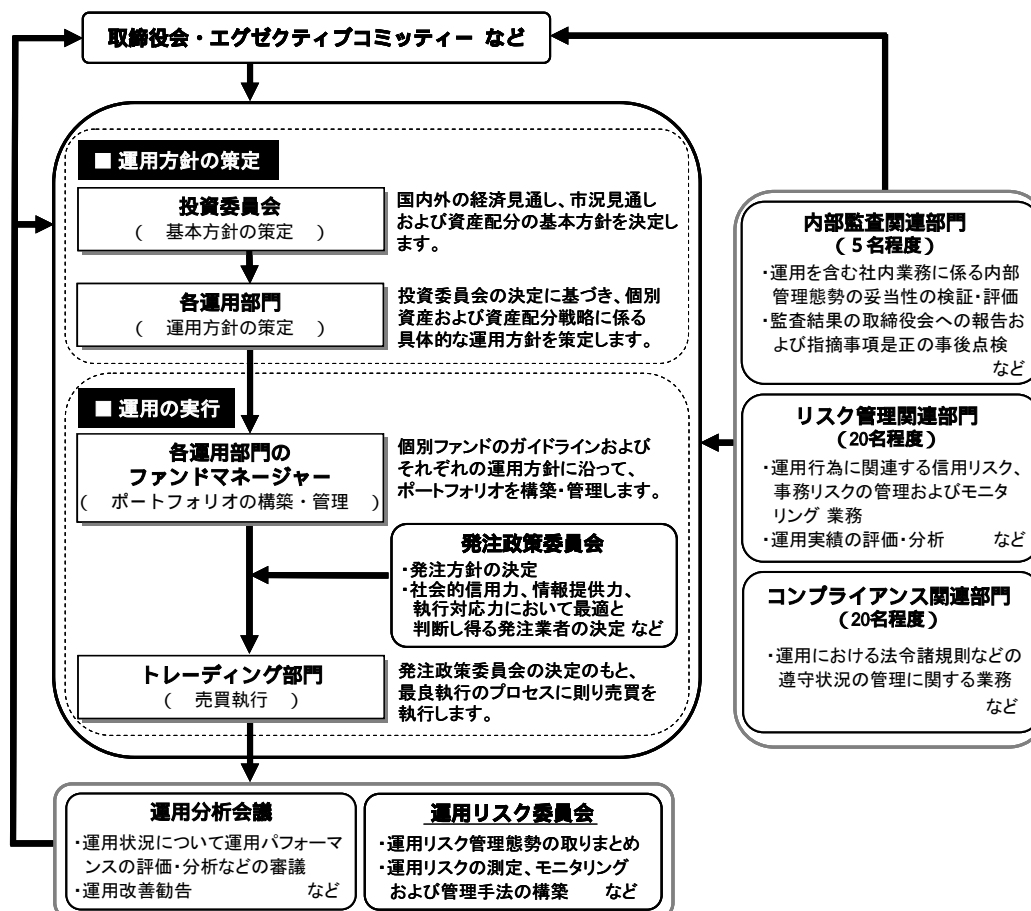 取締役会・エグゼクティブコミッティー など
■ 運用方針の策定
投資委員会
( 基本方針の策定 )
国内外の経済見通し、市況見通し
および資産配分の基本方針を決定し
ます。
各運用部門
( 運用方針の策定 )
投資委員会の決定に基づき、個別
資産および資産配分戦略に係る
具体的な運用方針を策定します。
■ 運用の実行
各運用部門の
ファンドマネージャー
( ポートフォリオの構築・管理 )
個別ファンドのガイドラインおよび
それぞれの運用方針に沿って、
ポートフォリオを構築・管理します。
発注政策委員会
・発注方針の決定
・社会的信用力、情報提供力、
執行対応力において最適と
判断し得る発注業者の決定 など
トレーディング部門
( 売買執行 )
発注政策委員会の決定のもと、
最良執行のプロセスに則り売買を
執行します。
内部監査関連部門
(5名程度)
・運用を含む社内業務に係る内部
管理態勢の妥当性の検証・評価
・監査結果の取締役会への報告お
よび指摘事項是正の事後点検
など
リスク管理関連部門
(20名程度)
・運用行為に関連する信用リスク、
事務リスクの管理およびモニタ
リング 業務
・運用実績の評価・分析 など
コンプライアンス関連部門
(20名程度)
・運用における法令諸規則などの
遵守状況の管理に関する業務
など
運用分析会議
・運用状況について運用パフォーマ
ンスの評価・分析などの審議
・運用改善勧告 など
運用リスク委員会
・運用リスク管理態勢の取りまとめ
・運用リスクの測定、モニタリング
および管理手法の構築 など